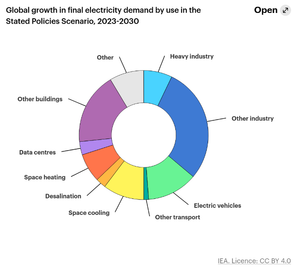 Global growth in final electricity demand by use in the
Stated Policies Scenario, 2023-2030
Open
Other
Heavy industry
Other buildings
Other industry
Data centres
Space heating
Desalination
Electric vehicles
Space cooling
Other transport
IEA. Licence: CC BY 4.0